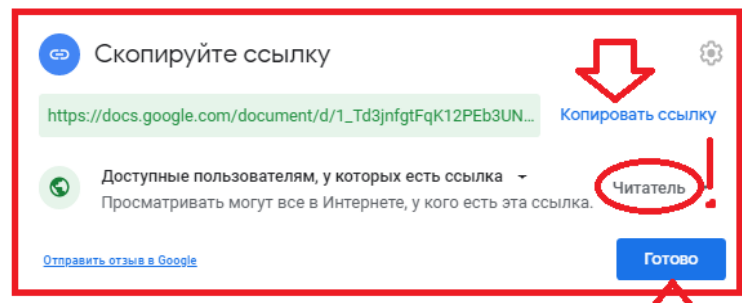 Скопируйте ссылку
https://docs.google.com/document/d/1_Td3jnfgtFqK12PEb3UN...
Копировать ссылку
Доступные пользователям, у которых есть ссылка
Читатель
Просматривать могут все в Интернете, у кого есть эта ссылка.
Отправить отзыв в Google
Готово